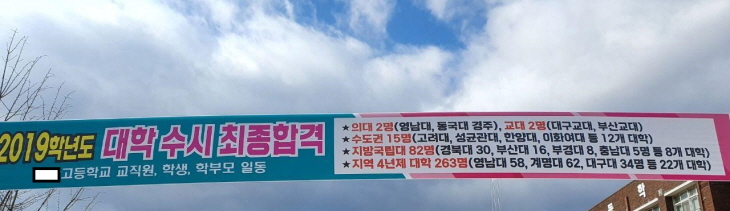 2019학년도 대학 수시 최종합격
고등학교 교직원, 학생, 학부모 일동
★의대 2명(영남대, 동국대 경주), 교대 2명(대구교대, 부산교대)
★수도권 15명(고려대, 성균관대, 한양대, 이화여대 등 12개 대학)
★지방국립대 82명(경북대 30, 부산대 16, 부경대 8, 충남대 5명 등 8개 대학)
★지역 4년제 대학 263명(영남대 58, 계명대 62, 대구대 34명 등 22개 대학)
학